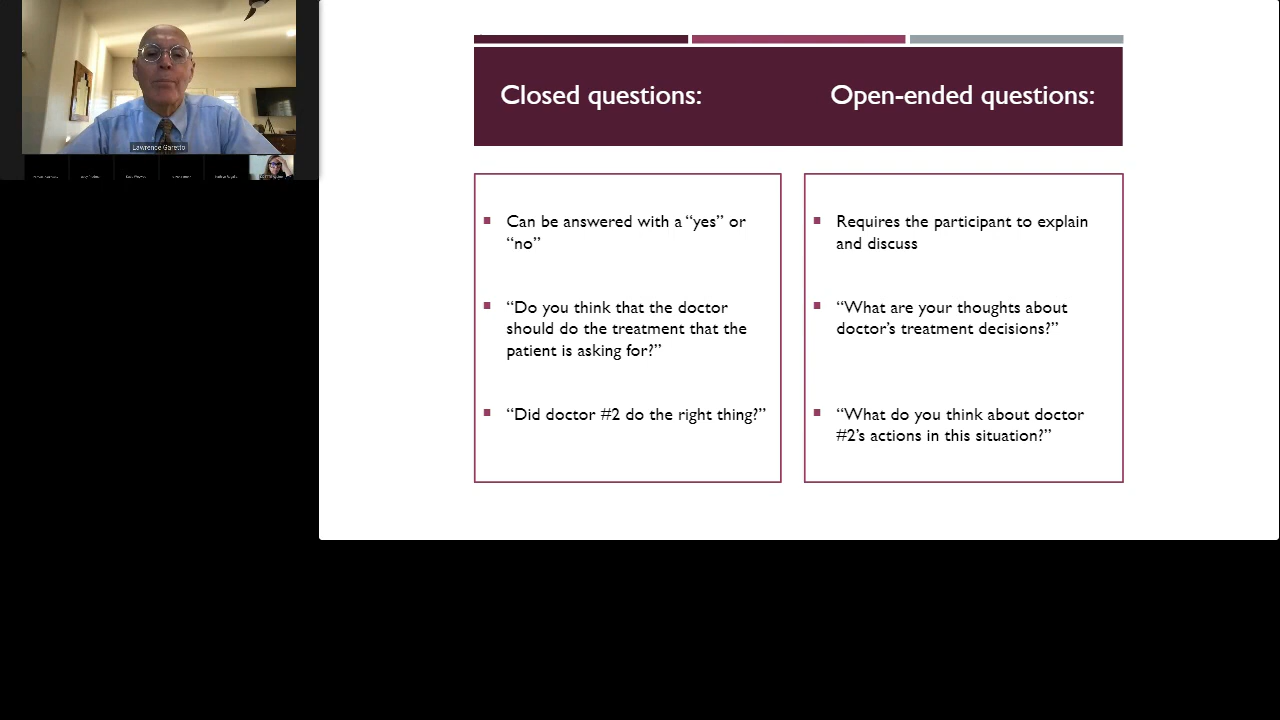 Lawrence Garetto
Closed questions:
Can be answered with a “yes” or
“no”
“Do you think that the doctor
should do the treatment that the
patient is asking for?”
“Did doctor #2 do the right thing?”
Open-ended questions:
Requires the participant to explain
and discuss
“What are your thoughts about
doctor’s treatment decisions?”
“What do you think about doctor
#2’s actions in this situation?”